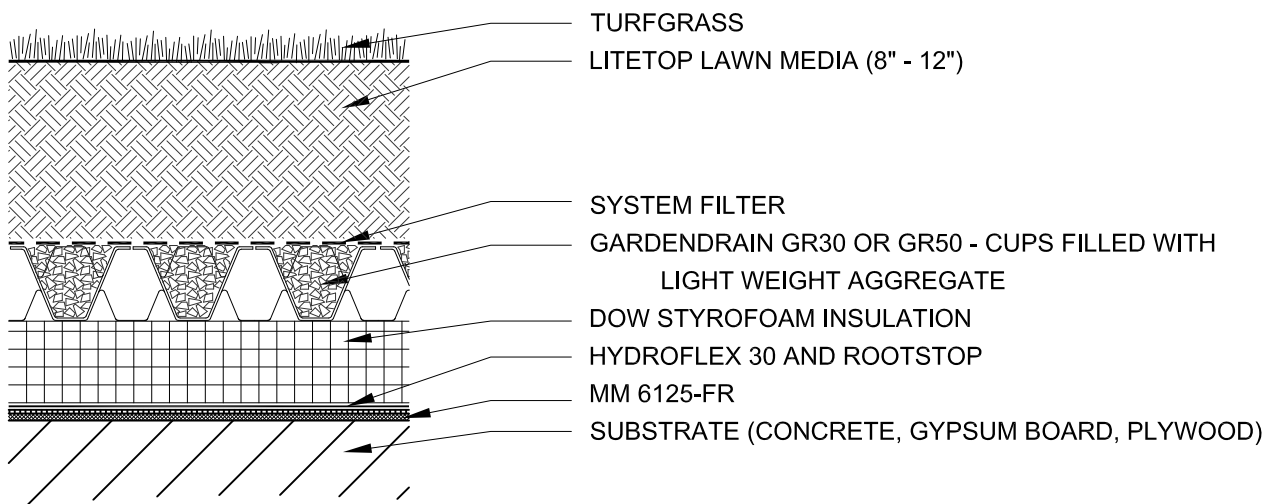 TURFGRASS
LITETOP LAWN MEDIA (8" - 12")
SYSTEM FILTER
GARDENDRAIN GR30 OR GR50 - CUPS FILLED WITH
LIGHT WEIGHT AGGREGATE
DOW STYROFOAM INSULATION
HYDROFLEX 30 AND ROOTSTOP
MM 6125-FR
SUBSTRATE (CONCRETE, GYPSUM BOARD, PLYWOOD)